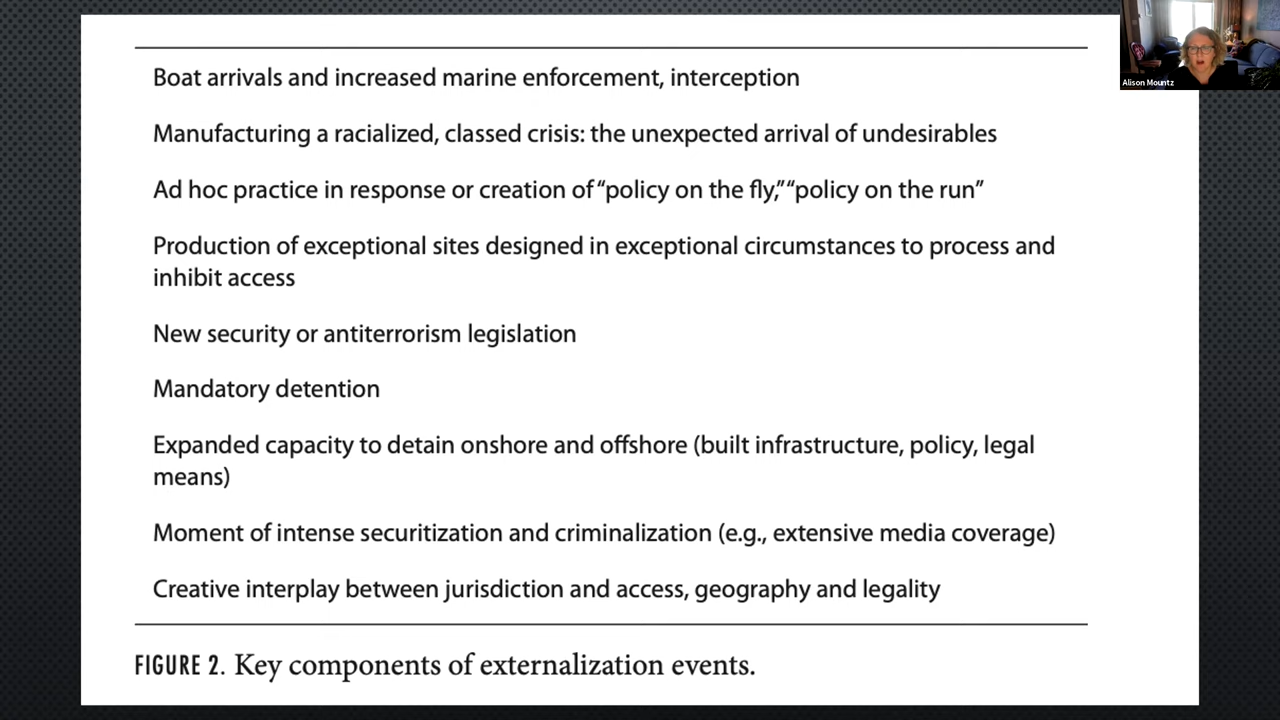 Boat arrivals and increased marine enforcement, interception
Manufacturing a racialized, classed crisis: the unexpected arrival of undesirables
Ad hoc practice in response or creation of “policy on the fly,” “policy on the run”
Production of exceptional sites designed in exceptional circumstances to process and
inhibit access
New security or antiterrorism legislation
Mandatory detention
Expanded capacity to detain onshore and offshore (built infrastructure, policy, legal
means)
Moment of intense securitization and criminalization (e.g., extensive media coverage)
Creative interplay between jurisdiction and access, geography and legality
FIGURE 2. Key components of externalization events.
Alison Mountz